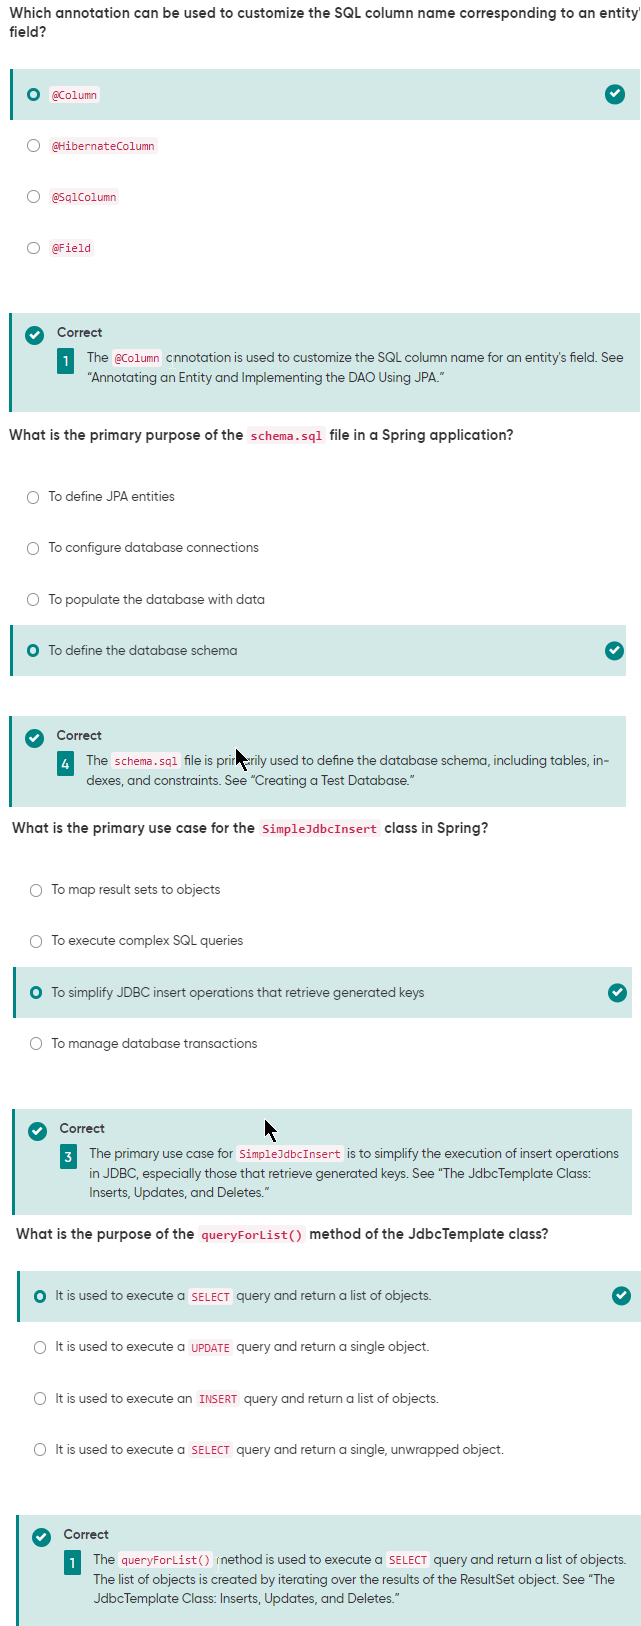 Which annotation can be used to customize the SQL column name corresponding to an entity'
field?
@Column
@HibernateColumn
@SqlColumn
@Field
Correct
1 The @Column annotation is used to customize the SQL column name for an entity's field. See
“Annotating an Entity and Implementing the DAO Using JPA.”
What is the primary purpose of the schema.sql file in a Spring application?
To define JPA entities
To configure database connections
To populate the database with data
To define the database schema
Correct
4 The schema.sql file is primarily used to define the database schema, including tables, in-
dexes, and constraints. See “Creating a Test Database.”
What is the primary use case for the SimpleJdbcInsert class in Spring?
To map result sets to objects
To execute complex SQL queries
To simplify JDBC insert operations that retrieve generated keys
To manage database transactions
Correct
3 The primary use case for SimpleJdbcInsert is to simplify the execution of insert operations
in JDBC, especially those that retrieve generated keys. See “The JdbcTemplate Class:
Inserts, Updates, and Deletes.”
What is the purpose of the queryForList() method of the JdbcTemplate class?
It is used to execute a SELECT query and return a list of objects.
It is used to execute a UPDATE query and return a single object.
It is used to execute an INSERT query and return a list of objects.
It is used to execute a SELECT query and return a single, unwrapped object.
Correct
1 The queryForList() method is used to execute a SELECT query and return a list of objects.
The list of objects is created by iterating over the results of the ResultSet object. See “The
JdbcTemplate Class: Inserts, Updates, and Deletes.”